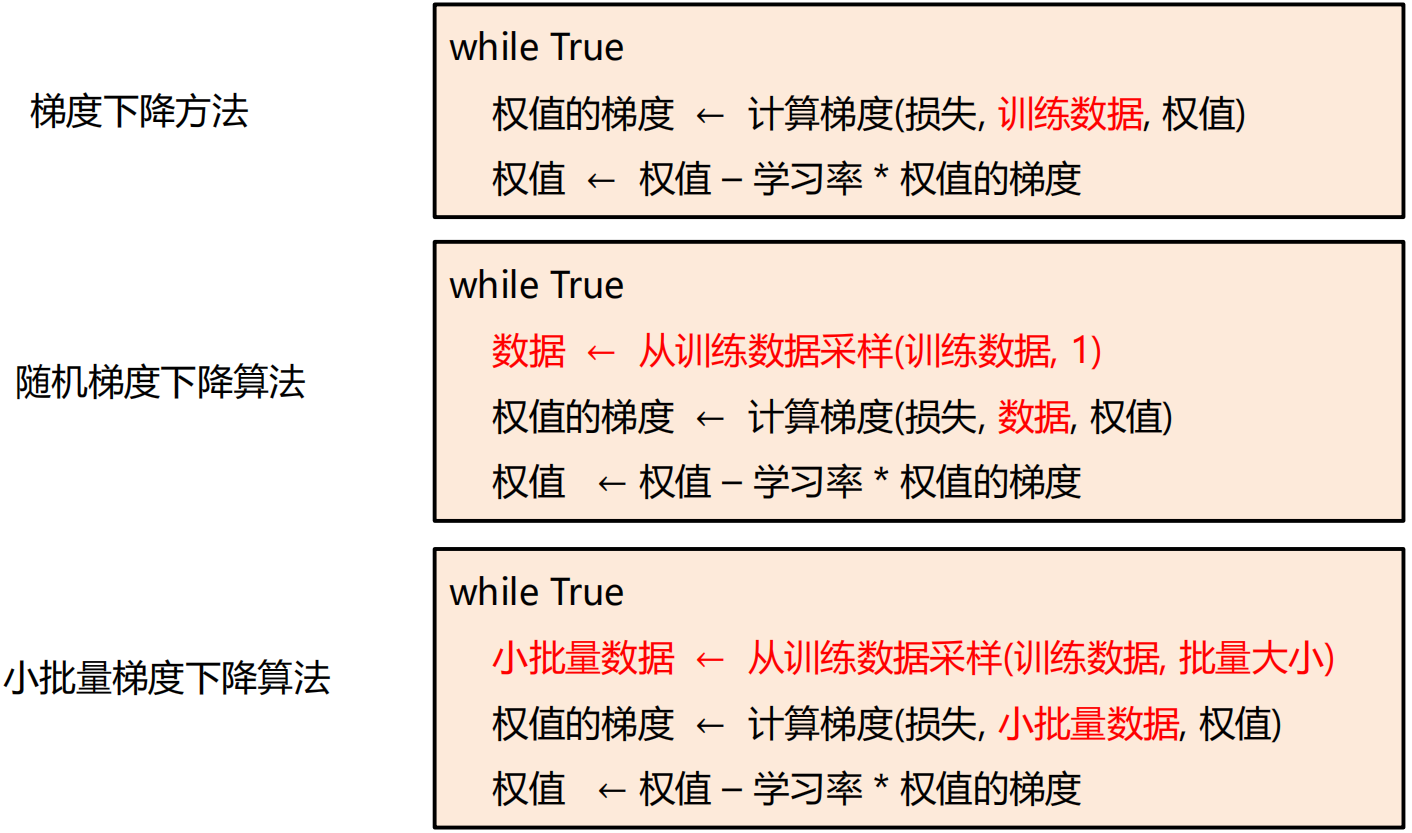 梯度下降方法
while True
权值的梯度 ← 计算梯度(损失, 训练数据, 权值)
权值 ← 权值 – 学习率 * 权值的梯度
随机梯度下降算法
while True
数据 ← 从训练数据采样(训练数据, 1)
权值的梯度 ← 计算梯度(损失, 数据, 权值)
权值 ← 权值 – 学习率 * 权值的梯度
小批量梯度下降算法
while True
小批量数据 ← 从训练数据采样(训练数据, 批量大小)
权值的梯度 ← 计算梯度(损失, 小批量数据, 权值)
权值 ← 权值 – 学习率 * 权值的梯度